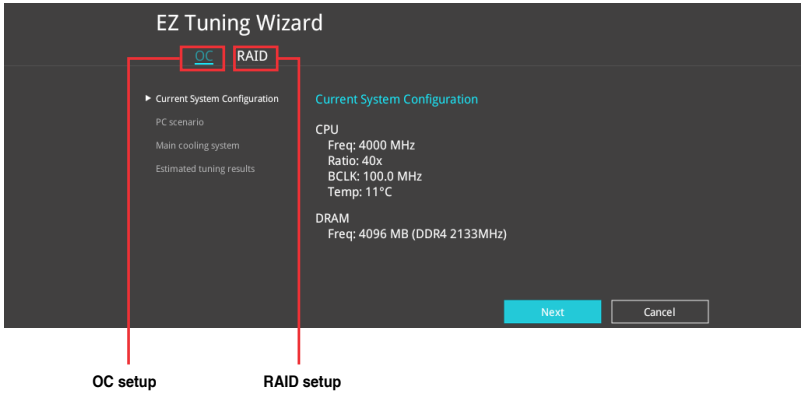 EZ Tuning Wizard
OC RAID
Current System Configuration
PC scenario
Main cooling system
Estimated tuning results
Current System Configuration
CPU
Freq: 4000 MHz
Ratio: 40x
BCLK: 100.0 MHz
Temp: 11°C
DRAM
Freq: 4096 MB (DDR4 2133MHz)
Next Cancel
OC setup RAID setup